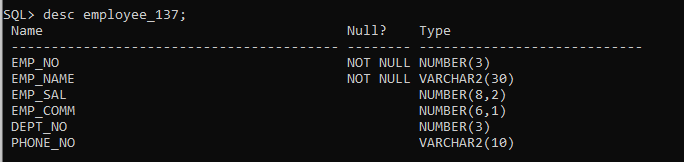 SQL> desc employee_137;
 Name                                      Null?    Type
 ----------------------------------------- -------- ----------------------------
 EMP_NO                                    NOT NULL NUMBER(3)
 EMP_NAME                                  NOT NULL VARCHAR2(30)
 EMP_SAL                                            NUMBER(8,2)
 EMP_COMM                                           NUMBER(6,1)
 DEPT_NO                                            NUMBER(3)
 PHONE_NO                                           VARCHAR2(10)